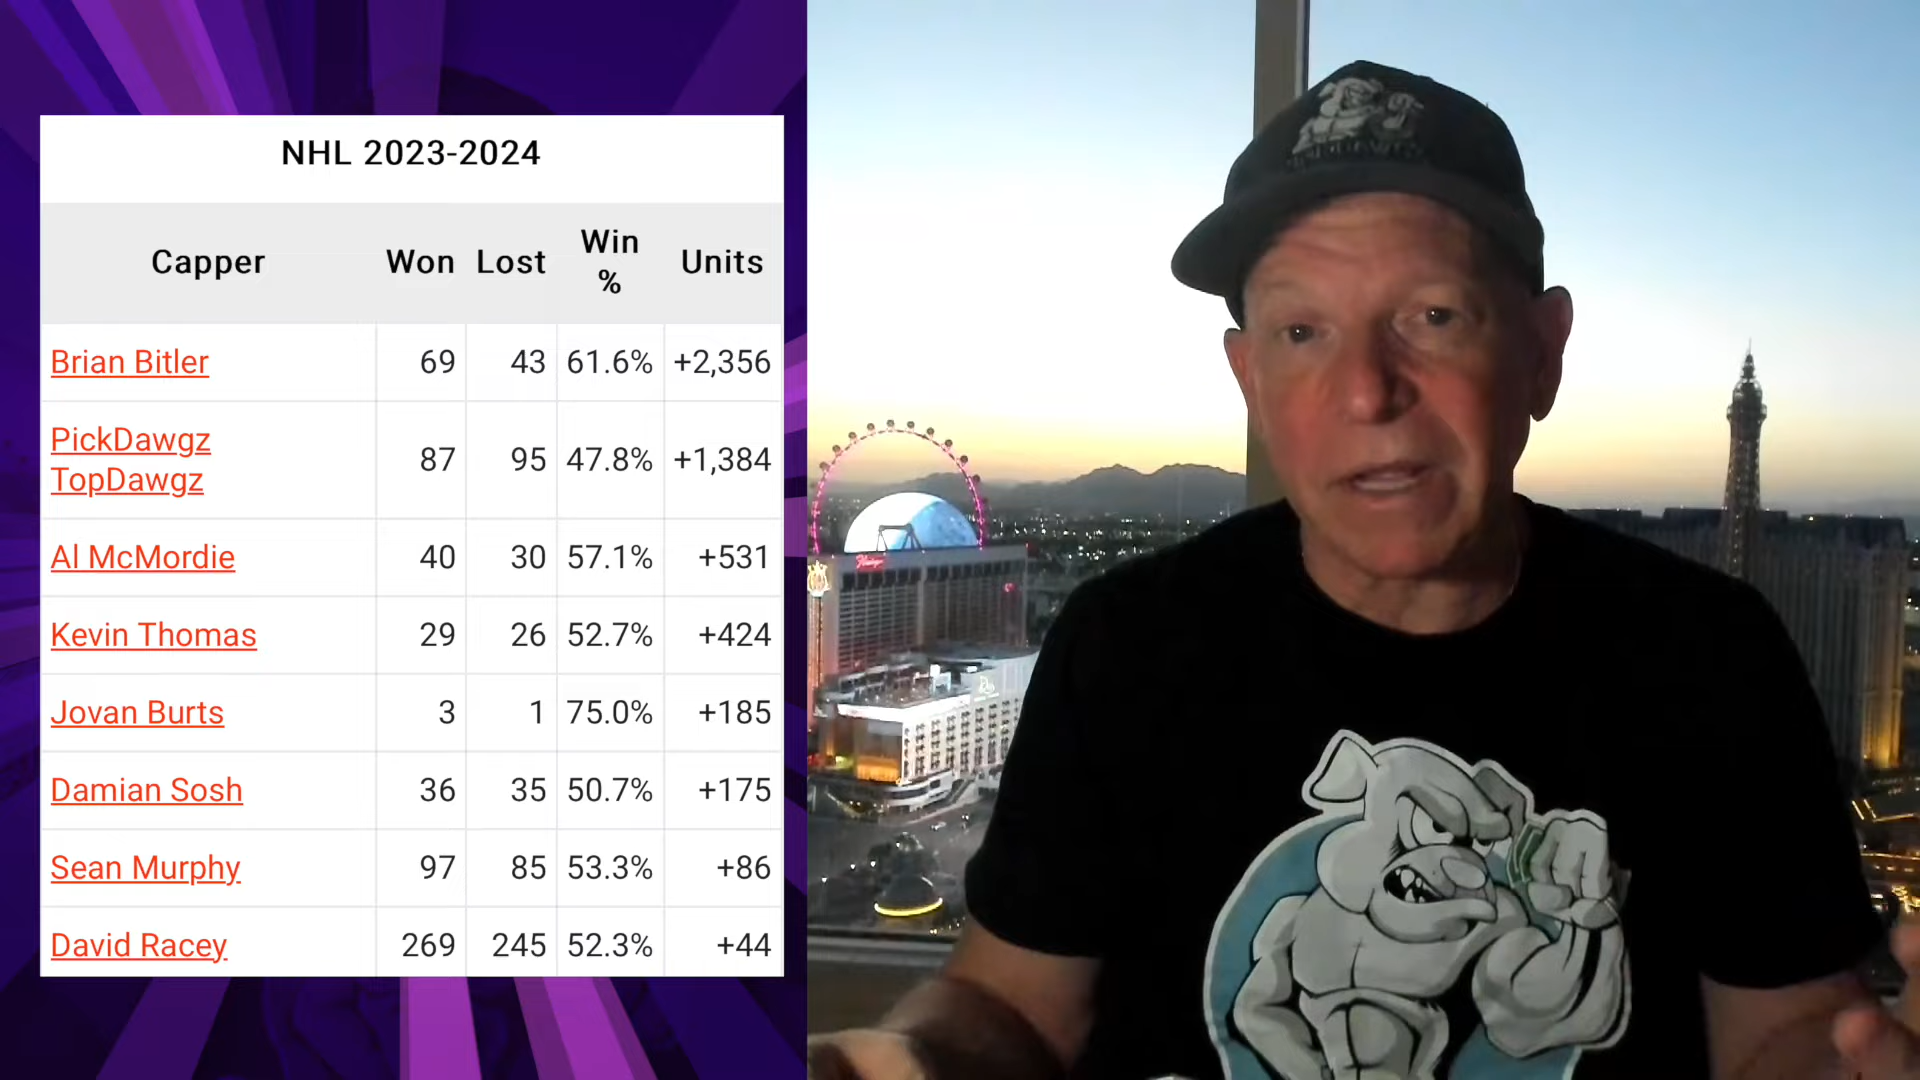 NHL 2023-2024
Capper Won Lost Win % Units
Brian Bitler 69 43 61.6% +2,356
PickDawgz TopDawgz 87 95 47.8% +1,384
Al McMordie 40 30 57.1% +531
Kevin Thomas 29 26 52.7% +424
Jovan Burts 3 1 75.0% +185
Damian Sosh 36 35 50.7% +175
Sean Murphy 97 85 53.3% +86
David Racey 269 245 52.3% +44
Flamingo